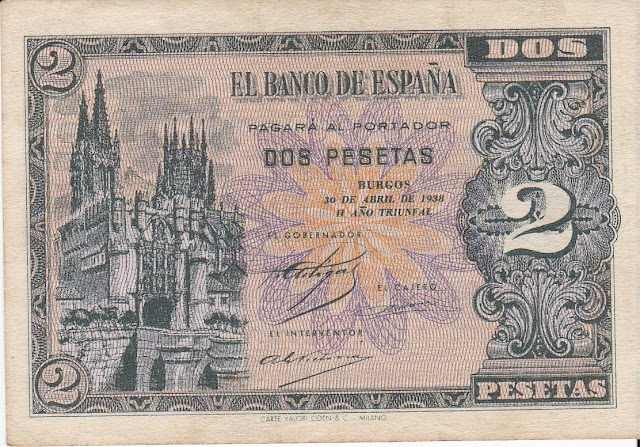 2
DOS
EL BANCO DE ESPAÑA
PAGARÁ AL PORTADOR
DOS PESETAS
BURGOS
30 DE ABRIL DE 1938
II AÑO TRIUNFAL
EL GOBERNADOR
2
EL CAJERO
EL INTERVENTOR
2
PESETAS
CARTE VALORI COEN & C. - MILANO